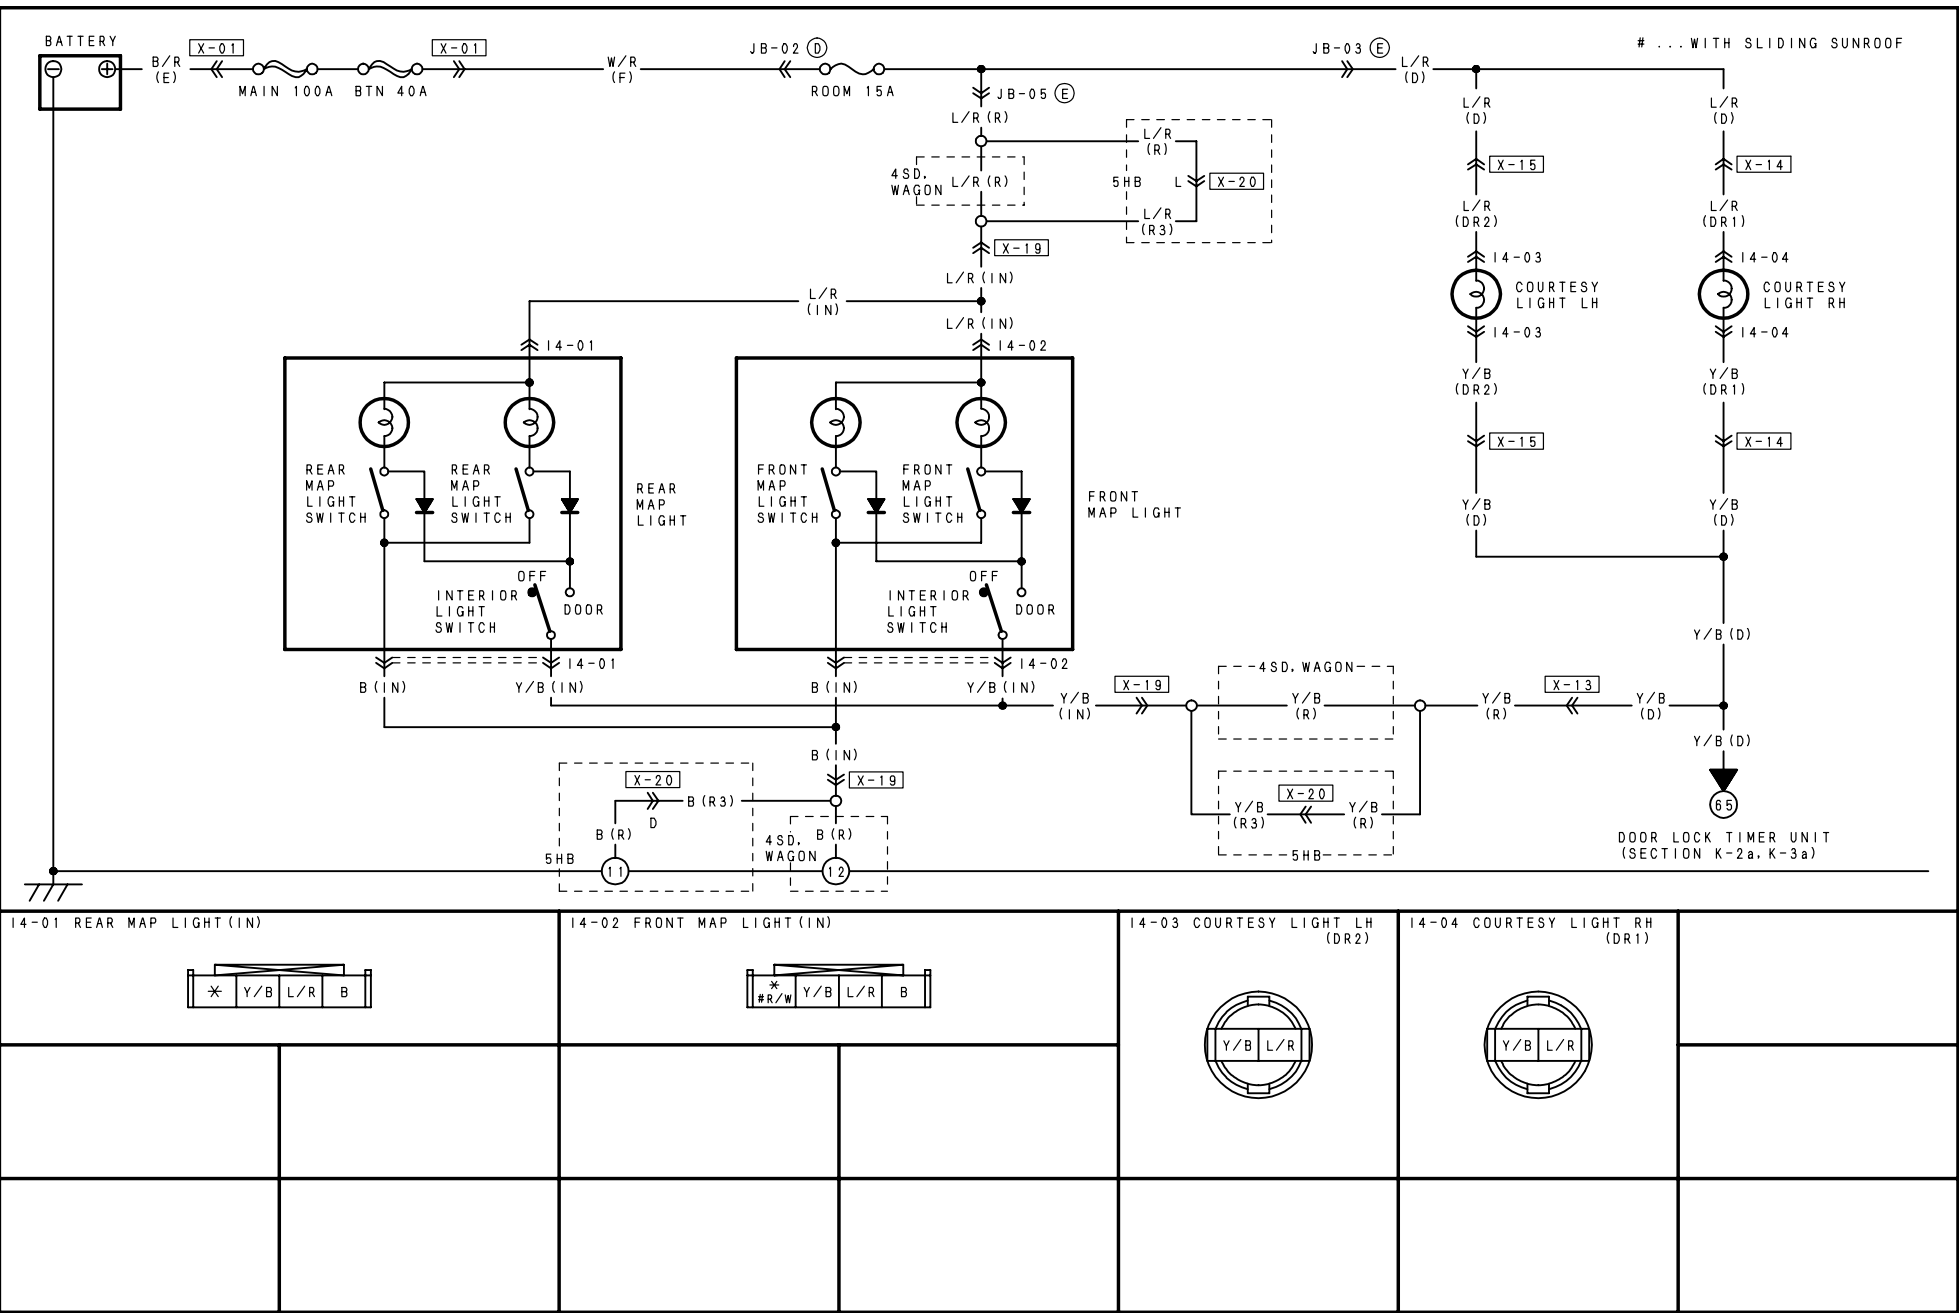 BATTERY
B/R
(E)
X-01
MAIN 100A
BTN 40A
X-01
W/R
(F)
JB-02 D
ROOM 15A
JB-03 E
L/R
(D)
# ...WITH SLIDING SUNROOF
JB-05 E
L/R(R)
4SD.
WAGON
L/R(R)
L/R
(R)
5HB
L
X-20
L/R
(R3)
X-19
L/R(IN)
L/R
(IN)
L/R(IN)
L/R
(D)
X-15
L/R
(DR2)
I4-03
COURTESY
LIGHT LH
I4-03
Y/B
(DR2)
X-15
Y/B
(D)
L/R
(D)
X-14
L/R
(DR1)
I4-04
COURTESY
LIGHT RH
I4-04
Y/B
(DR1)
X-14
Y/B
(D)
I4-01
REAR
MAP
LIGHT
SWITCH
REAR
MAP
LIGHT
SWITCH
REAR
MAP
LIGHT
OFF
INTERIOR
LIGHT
SWITCH
DOOR
I4-01
B(IN)
Y/B(IN)
I4-02
FRONT
MAP
LIGHT
SWITCH
FRONT
MAP
LIGHT
SWITCH
FRONT
MAP LIGHT
OFF
INTERIOR
LIGHT
SWITCH
DOOR
I4-02
B(IN)
Y/B(IN)
Y/B
(IN)
X-19
4SD.WAGON
Y/B
(R)
Y/B
(R)
X-13
Y/B
(D)
Y/B(D)
Y/B(D)
65
DOOR LOCK TIMER UNIT
(SECTION K-2a.K-3a)
Y/B
(R3)
X-20
Y/B
(R)
5HB
B(IN)
X-19
X-20
B(R3)
D
B(R)
5HB
11
4SD.
WAGON
B(R)
12
I4-01 REAR MAP LIGHT(IN)
* Y/B L/R B
I4-02 FRONT MAP LIGHT(IN)
*
#R/W Y/B L/R B
I4-03 COURTESY LIGHT LH
(DR2)
Y/B L/R
I4-04 COURTESY LIGHT RH
(DR1)
Y/B L/R